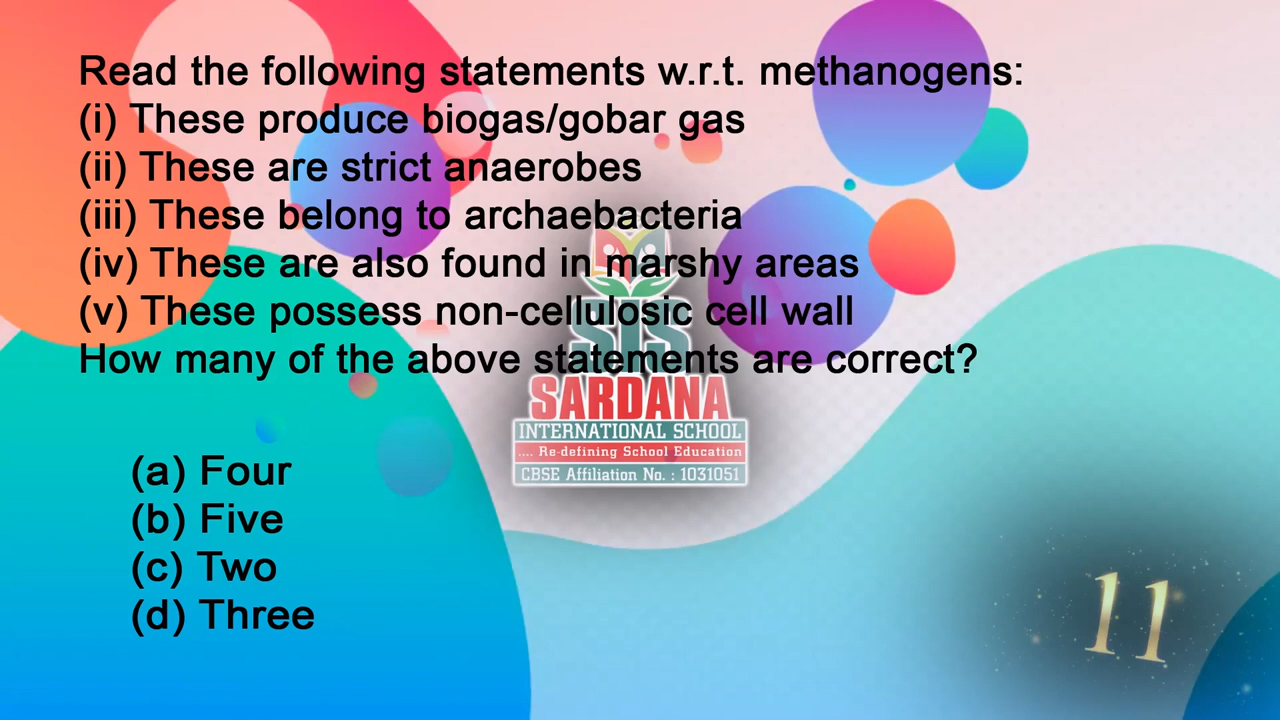 Read the following statements w.r.t. methanogens:
(i) These produce biogas/gobar gas
(ii) These are strict anaerobes
(iii) These belong to archaebacteria
(iv) These are also found in marshy areas
(v) These possess non-cellulosic cell wall
How many of the above statements are correct?
SIS
SARDANA
INTERNATIONAL SCHOOL
.... Re-defining School Education
CBSE Affiliation No. : 1031051
(a) Four
(b) Five
(c) Two
(d) Three
11